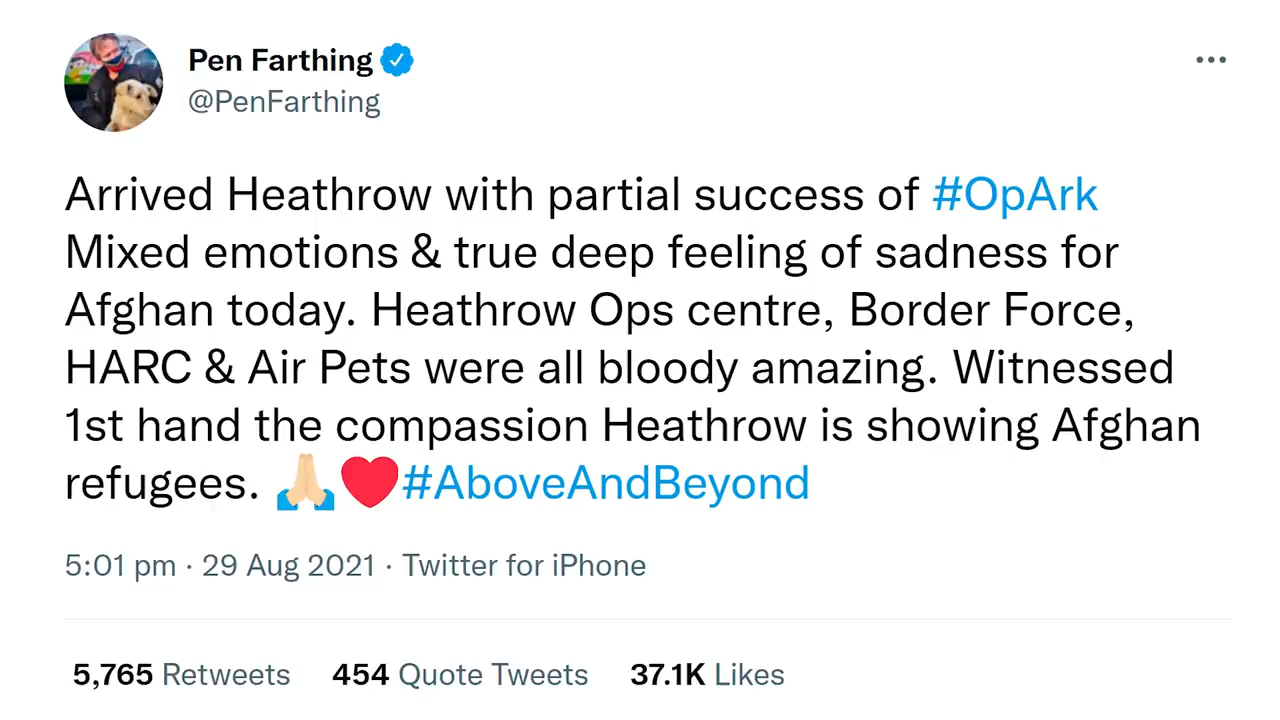 Pen Farthing
@PenFarthing
Arrived Heathrow with partial success of #OpArk
Mixed emotions & true deep feeling of sadness for
Afghan today. Heathrow Ops centre, Border Force,
HARC & Air Pets were all bloody amazing. Witnessed
1st hand the compassion Heathrow is showing Afghan
refugees. 🙏🏻❤️#AboveAndBeyond
5:01 pm · 29 Aug 2021 · Twitter for iPhone
5,765 Retweets 454 Quote Tweets 37.1K Likes